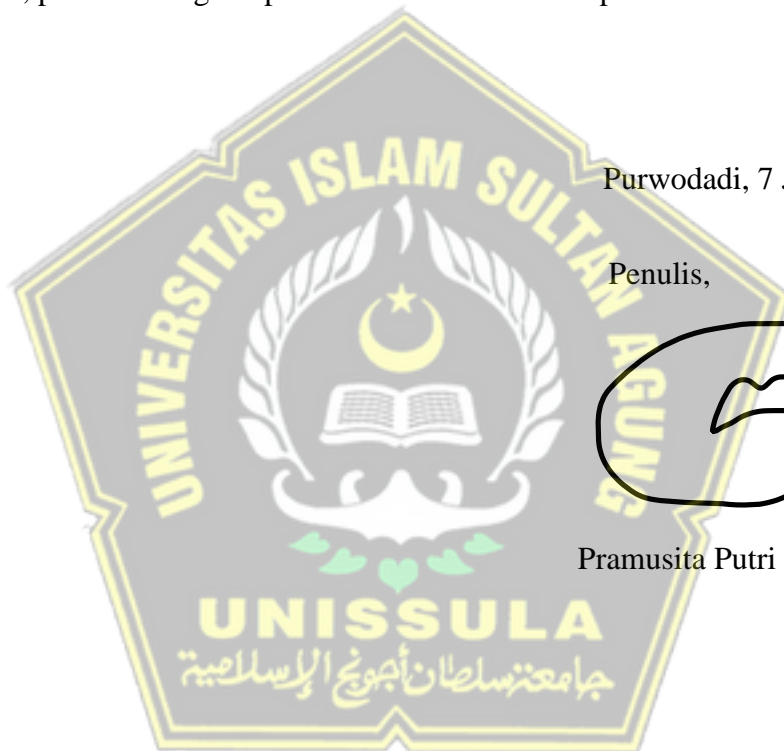 Purwodadi, 7
Penulis,
UNIVERSITAS ISLAM SULTAN AGUNG
Pramusita Putri
UNISSULA
جامعة سلطان أجونج الإسلامية